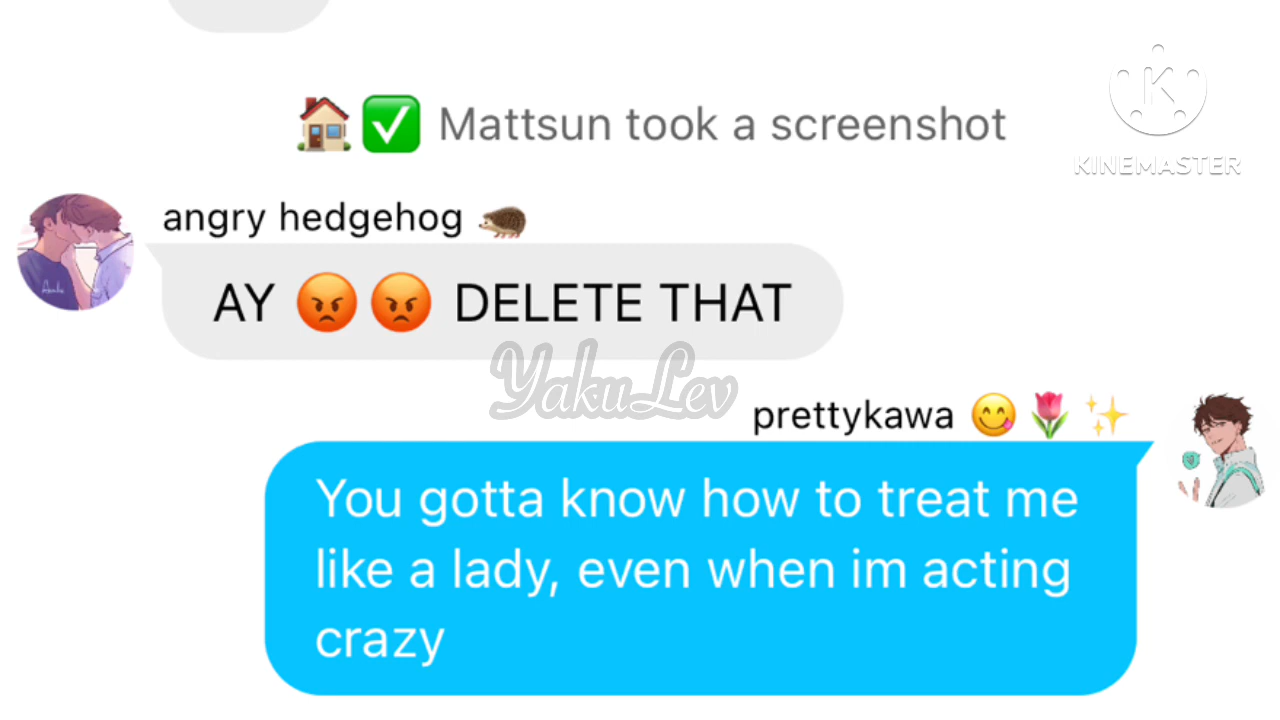 🏠✅ Mattsun took a screenshot
KINEMASTER
angry hedgehog 🦔
AY 😡😡 DELETE THAT
YakuLev
prettykawa 😋🌷✨
You gotta know how to treat me
like a lady, even when im acting
crazy